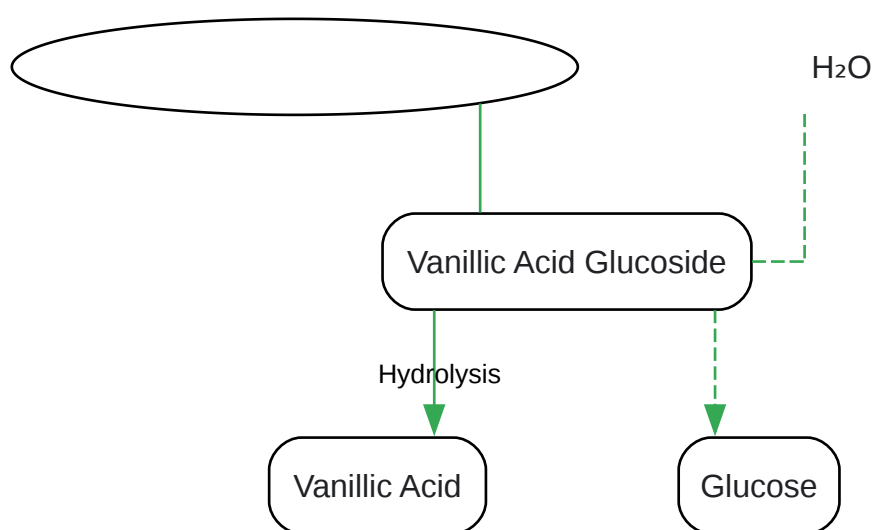 H₂O
Vanillic Acid Glucoside
Hydrolysis
Vanillic Acid
Glucose